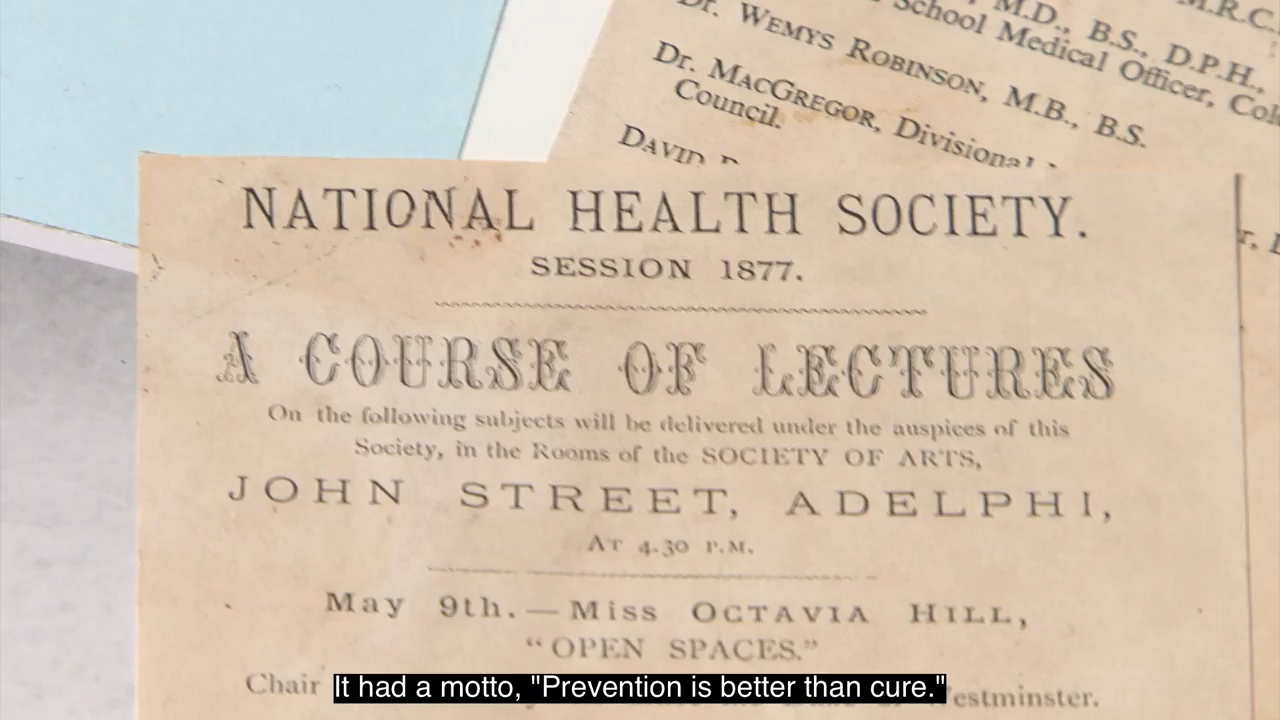 M.R.C.
M.D., B.S., D.P.H.,
School Medical Officer,
Dr. WEMYS ROBINSON, M.B., B.S.
Dr. MACGREGOR, Divisional
Council.
DAVID
NATIONAL HEALTH SOCIETY.
SESSION 1877.
A COURSE OF LECTURES
On the following subjects will be delivered under the auspices of this
Society, in the Rooms of the SOCIETY OF ARTS,
JOHN STREET, ADELPHI,
AT 4.30 P.M.
May 9th.—Miss OCTAVIA HILL,
"OPEN SPACES."
Chair
It had a motto, "Prevention is better than cure."